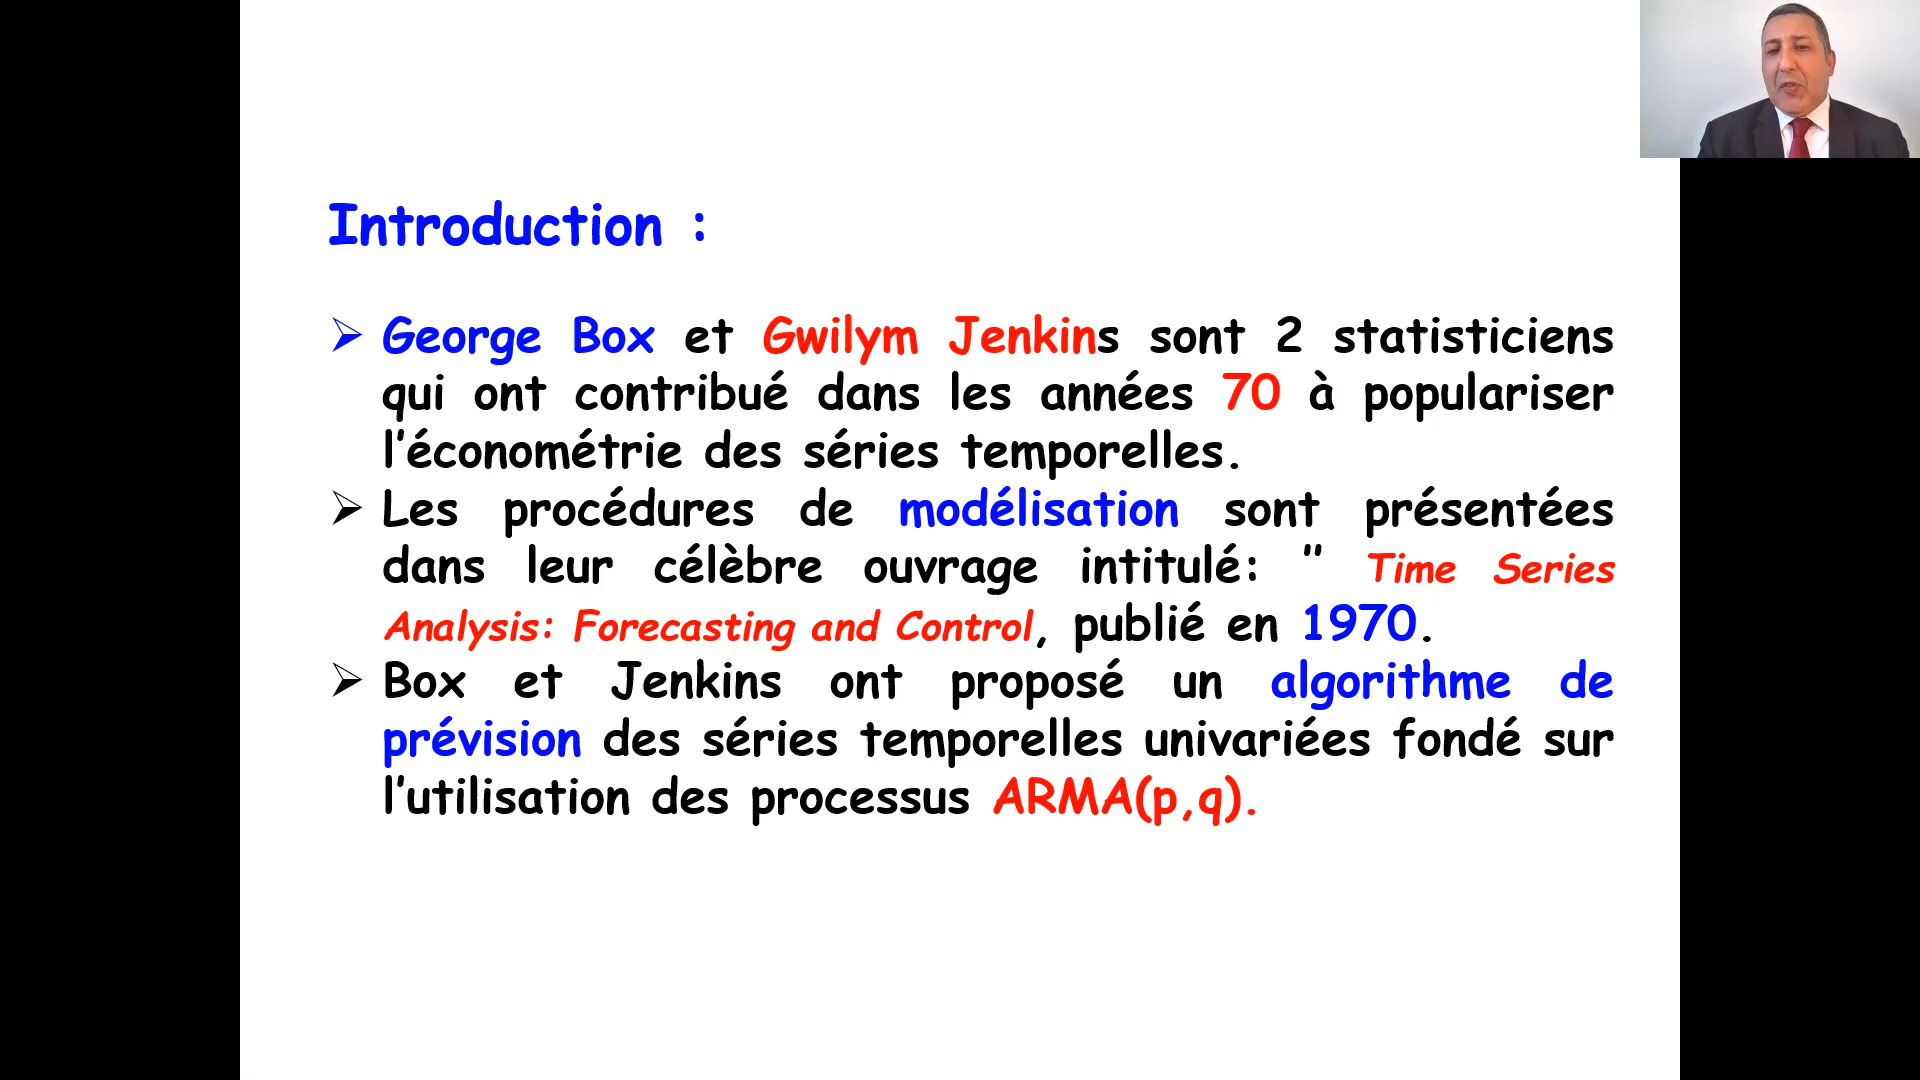 Introduction :
George Box et Gwilym Jenkins sont 2 statisticiens
qui ont contribué dans les années 70 à populariser
l'économétrie des séries temporelles.
Les procédures de modélisation sont présentées
dans leur célèbre ouvrage intitulé: " Time Series
Analysis: Forecasting and Control, publié en 1970.
Box et Jenkins ont proposé un algorithme de
prévision des séries temporelles univariées fondé sur
l'utilisation des processus ARMA(p,q).